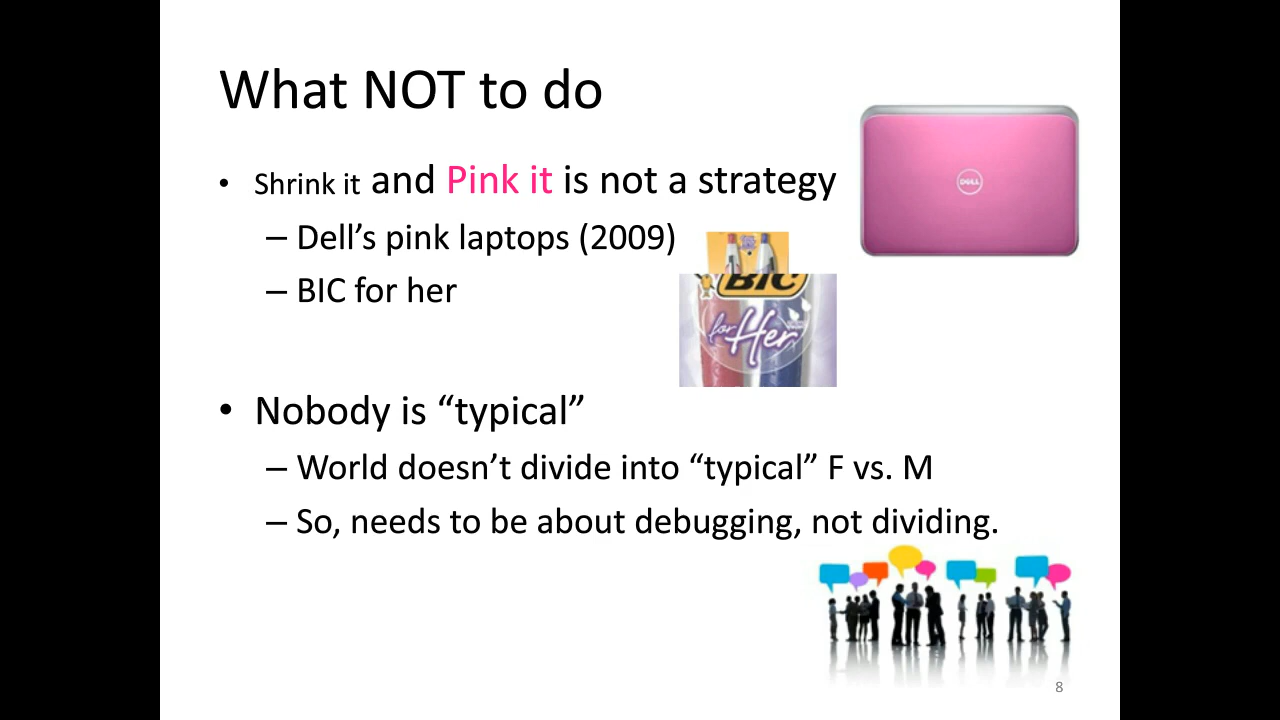 What NOT to do
• Shrink it and Pink it is not a strategy
– Dell’s pink laptops (2009)
– BIC for her
DELL
BIC
for Her
• Nobody is “typical”
– World doesn’t divide into “typical” F vs. M
– So, needs to be about debugging, not dividing.
8